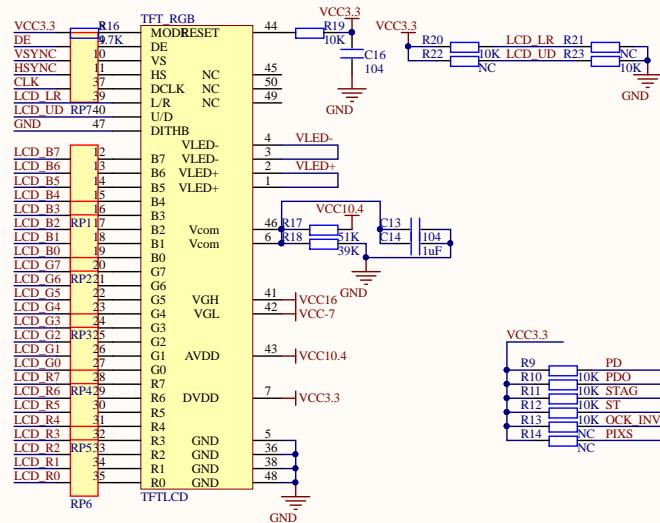 TFT_RGB
VCC3.3 R16 MODE RESET 44 R19 VCC3.3
DE 4.7K DE 10K
VSYNC 10 VS C16
HSYNC 11 HS NC 45 104
CLK 37 DCLK NC 50
LCD_LR 39 L/R NC 49 GND
LCD_UD RP7 40 U/D
GND 47 DITHB
VLED- 4 VLED-
LCD_B7 12 B7 VLED- 3
LCD_B6 13 B6 VLED+ 2 VLED+
LCD_B5 14 B5 VLED+ 1
LCD_B4 15 B4
LCD_B3 16 B3 VCC10.4
LCD_B2 RP1 17 B2 Vcom 46 R17 51K C13 104
LCD_B1 18 B1 Vcom 6 R18 39K C14 1uF
LCD_B0 19 B0
LCD_G7 20 G7 GND
LCD_G6 RP2 21 G6
LCD_G5 22 G5 VGH 41 VCC16
LCD_G4 23 G4 VGL 42 VCC-7
LCD_G3 24 G3
LCD_G2 RP3 25 G2
LCD_G1 26 G1 AVDD 43 VCC10.4
LCD_G0 27 G0
LCD_R7 28 R7
LCD_R6 RP4 29 R6 DVDD 7 VCC3.3
LCD_R5 30 R5
LCD_R4 31 R4
LCD_R3 32 R3 GND 5
LCD_R2 RP5 33 R2 GND 36
LCD_R1 34 R1 GND 38
LCD_R0 35 R0 GND 48
RP6 TFTLCD GND
VCC3.3
R20 10K LCD_LR R21 NC
R22 NC LCD_UD R23 10K
GND
VCC3.3
R9 10K PD
R10 10K PDO
R11 10K STAG
R12 10K ST
R13 NC OCK_INV
R14 NC PIXS